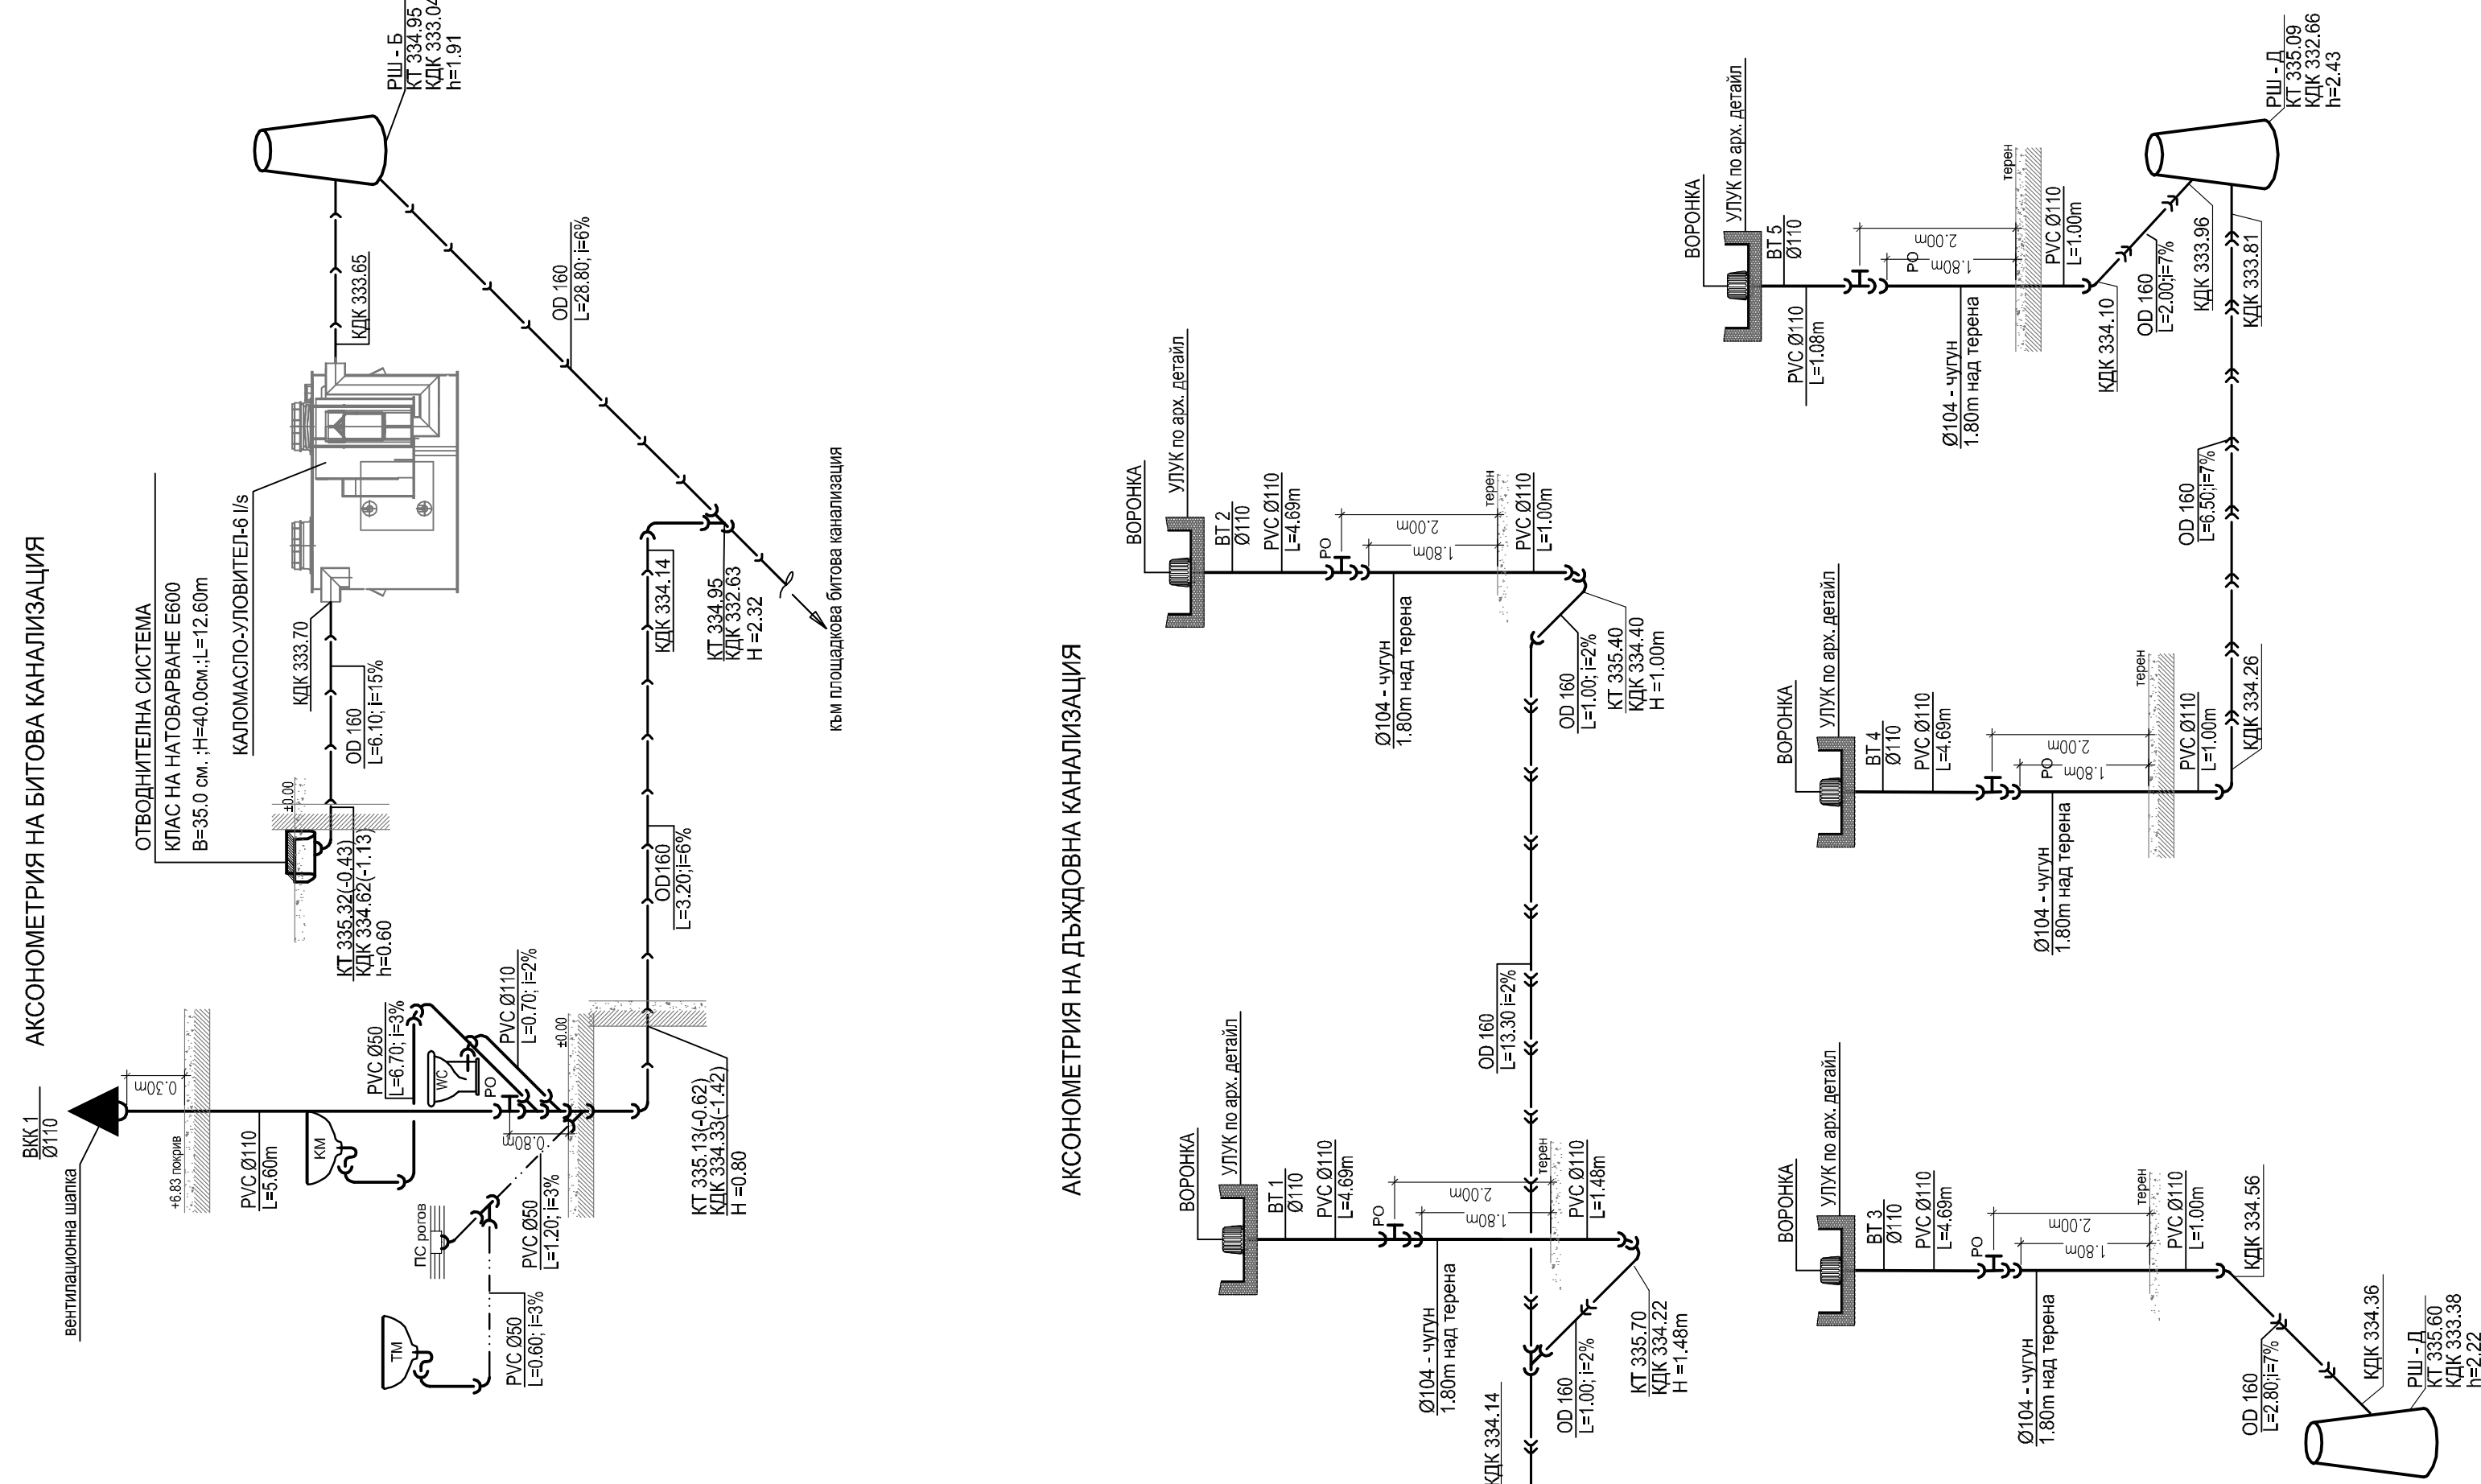 АКСОНОМЕТРИЯ НА БИТОВА КАНАЛИЗАЦИЯ
ВКК 1
Ø110
вентилационна шапка
0.30m
+6.83 покрив
PVC Ø110
L=5.60m
КМ
PVC Ø50
L=6.70; i=3%
WC
РО
PVC Ø110
L=0.70; i=2%
±0.00
0.80m
ПС рогов
PVC Ø50
L=1.20; i=3%
ТМ
PVC Ø50
L=0.60; i=3%
КТ 335.13(-0.62)
КДК 334.33(-1.42)
H =0.80
OD160
L=3.20;i=6%
КДК 334.14
КТ 334.95
КДК 332.63
H =2.32
към площадкова битова канализация
ОТВОДНИТЕЛНА СИСТЕМА
КЛАС НА НАТОВАРВАНЕ E600
B=35.0 см. ;H=40.0см.;L=12.60m
±0.00
КТ 335.32(-0.43)
КДК 334.62(-1.13)
h=0.60
OD 160
L=6.10; i=15%
КДК 333.70
КАЛОМАСЛО-УЛОВИТЕЛ-6 l/s
КДК 333.65
РШ - Б
КТ 334.95
КДК 333.04
h=1.91
OD 160
L=28.80; i=6%
АКСОНОМЕТРИЯ НА ДЪЖДОВНА КАНАЛИЗАЦИЯ
ВОРОНКА
УЛУК по арх. детайл
ВТ 1
Ø110
PVC Ø110
L=4.69m
РО
2.00m
1.80m
терен
PVC Ø110
L=1.48m
Ø104 - чугун
1.80m над терена
OD 160
L=1.00; i=2%
КТ 335.70
КДК 334.22
H =1.48m
КДК 334.14
OD 160
L=13.30 i=2%
ВОРОНКА
УЛУК по арх. детайл
ВТ 2
Ø110
PVC Ø110
L=4.69m
РО
2.00m
1.80m
терен
PVC Ø110
L=1.00m
Ø104 - чугун
1.80m над терена
OD 160
L=1.00; i=2%
КТ 335.40
КДК 334.40
H =1.00m
ВОРОНКА
УЛУК по арх. детайл
ВТ 3
Ø110
PVC Ø110
L=4.69m
РО
2.00m
1.80m
терен
PVC Ø110
L=1.00m
КДК 334.56
Ø104 - чугун
1.80m над терена
OD 160
L=2.80;i=7%
КДК 334.36
РШ - Д
КТ 335.60
КДК 333.38
h=2.22
ВОРОНКА
УЛУК по арх. детайл
ВТ 4
Ø110
PVC Ø110
L=4.69m
РО
2.00m
1.80m
терен
PVC Ø110
L=1.00m
КДК 334.26
Ø104 - чугун
1.80m над терена
OD 160
L=6.50;i=7%
ВОРОНКА
УЛУК по арх. детайл
ВТ 5
Ø110
PVC Ø110
L=1.08m
РО
2.00m
1.80m
терен
PVC Ø110
L=1.00m
Ø104 - чугун
1.80m над терена
КДК 334.10
OD 160
L=2.00;i=7%
КДК 333.96
КДК 333.81
РШ - Д
КТ 335.09
КДК 332.66
h=2.43